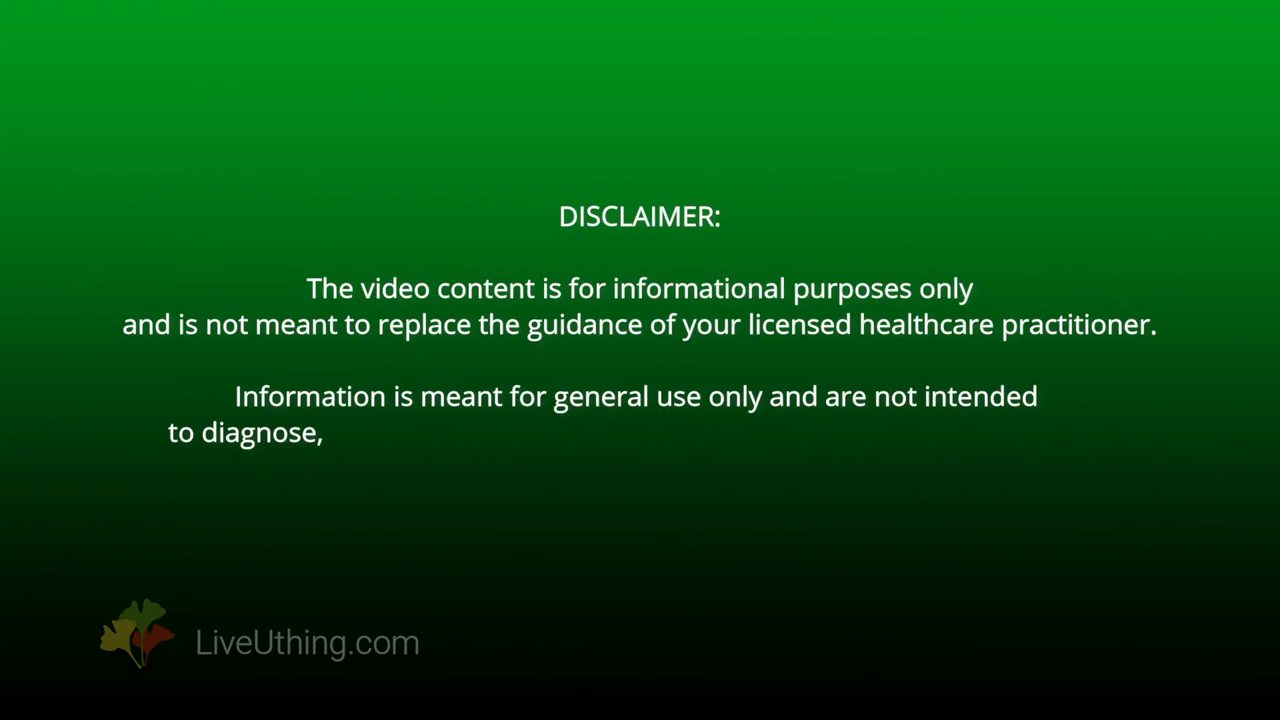 DISCLAIMER:
The video content is for informational purposes only
and is not meant to replace the guidance of your licensed healthcare practitioner.
Information is meant for general use only and are not intended
to diagnose,
LiveUthing.com